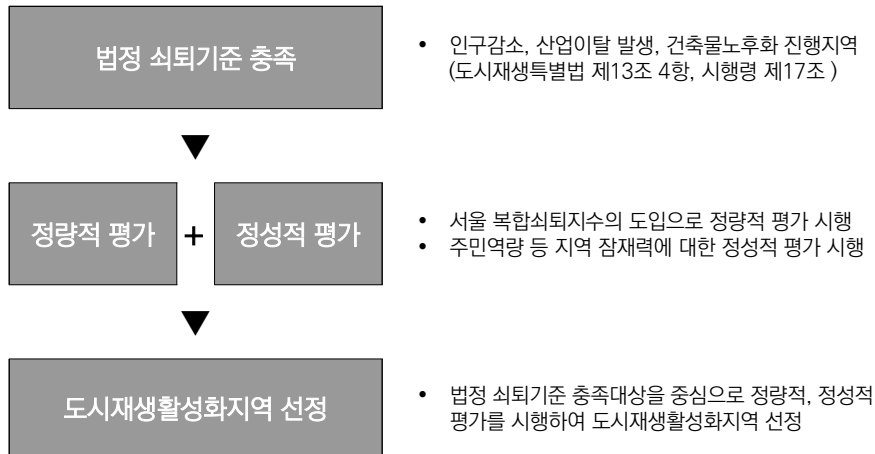 법정 쇠퇴기준 충족
• 인구감소, 산업이탈 발생, 건축물노후화 진행지역
(도시재생특별법 제13조 4항, 시행령 제17조 )
▼
정량적 평가 + 정성적 평가
• 서울 복합쇠퇴지수의 도입으로 정량적 평가 시행
• 주민역량 등 지역 잠재력에 대한 정성적 평가 시행
▼
도시재생활성화지역 선정
• 법정 쇠퇴기준 충족대상을 중심으로 정량적, 정성적
평가를 시행하여 도시재생활성화지역 선정